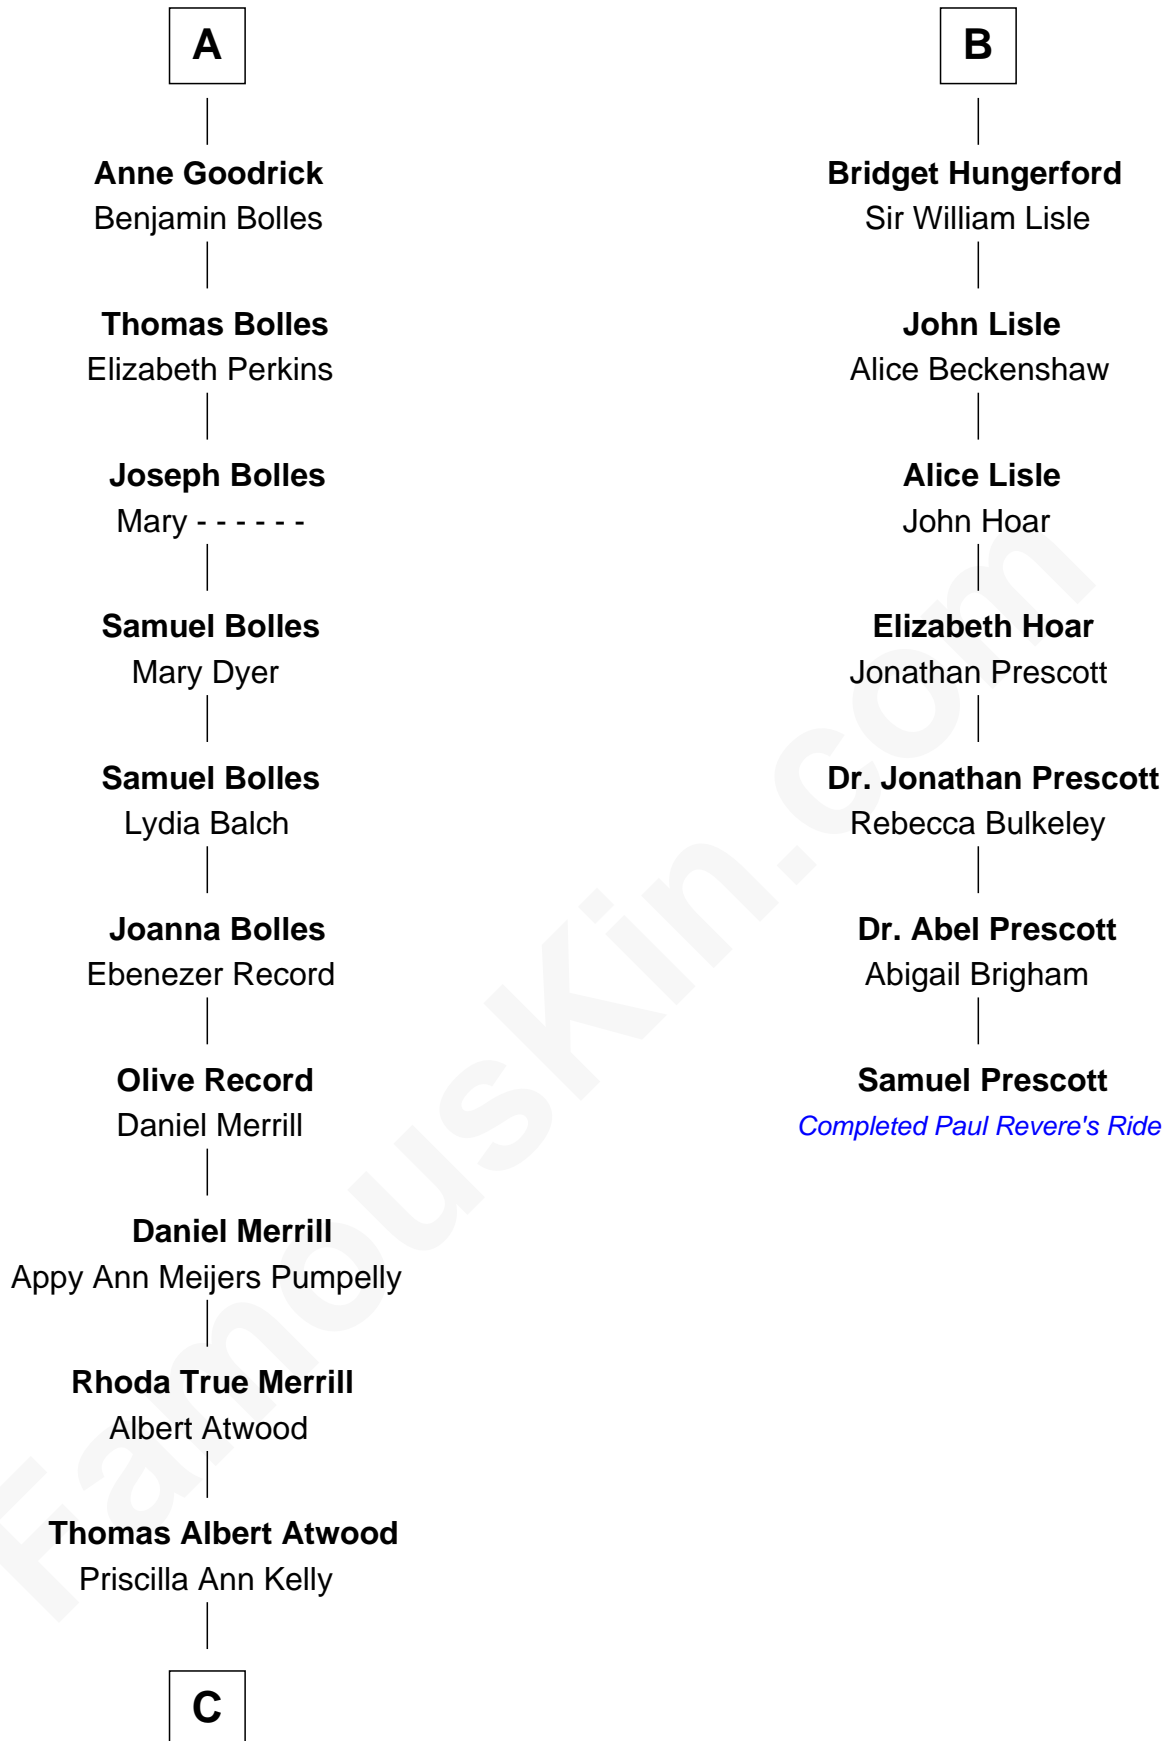 A
Anne Goodrick
Benjamin Bolles
Thomas Bolles
Elizabeth Perkins
Joseph Bolles
Mary - - - - - -
Samuel Bolles
Mary Dyer
Samuel Bolles
Lydia Balch
Joanna Bolles
Ebenezer Record
Olive Record
Daniel Merrill
Daniel Merrill
Appy Ann Meijers Pumpelly
Rhoda True Merrill
Albert Atwood
Thomas Albert Atwood
Priscilla Ann Kelly
C
B
Bridget Hungerford
Sir William Lisle
John Lisle
Alice Beckenshaw
Alice Lisle
John Hoar
Elizabeth Hoar
Jonathan Prescott
Dr. Jonathan Prescott
Rebecca Bulkeley
Dr. Abel Prescott
Abigail Brigham
Samuel Prescott
Completed Paul Revere's Ride
FamousKin.com